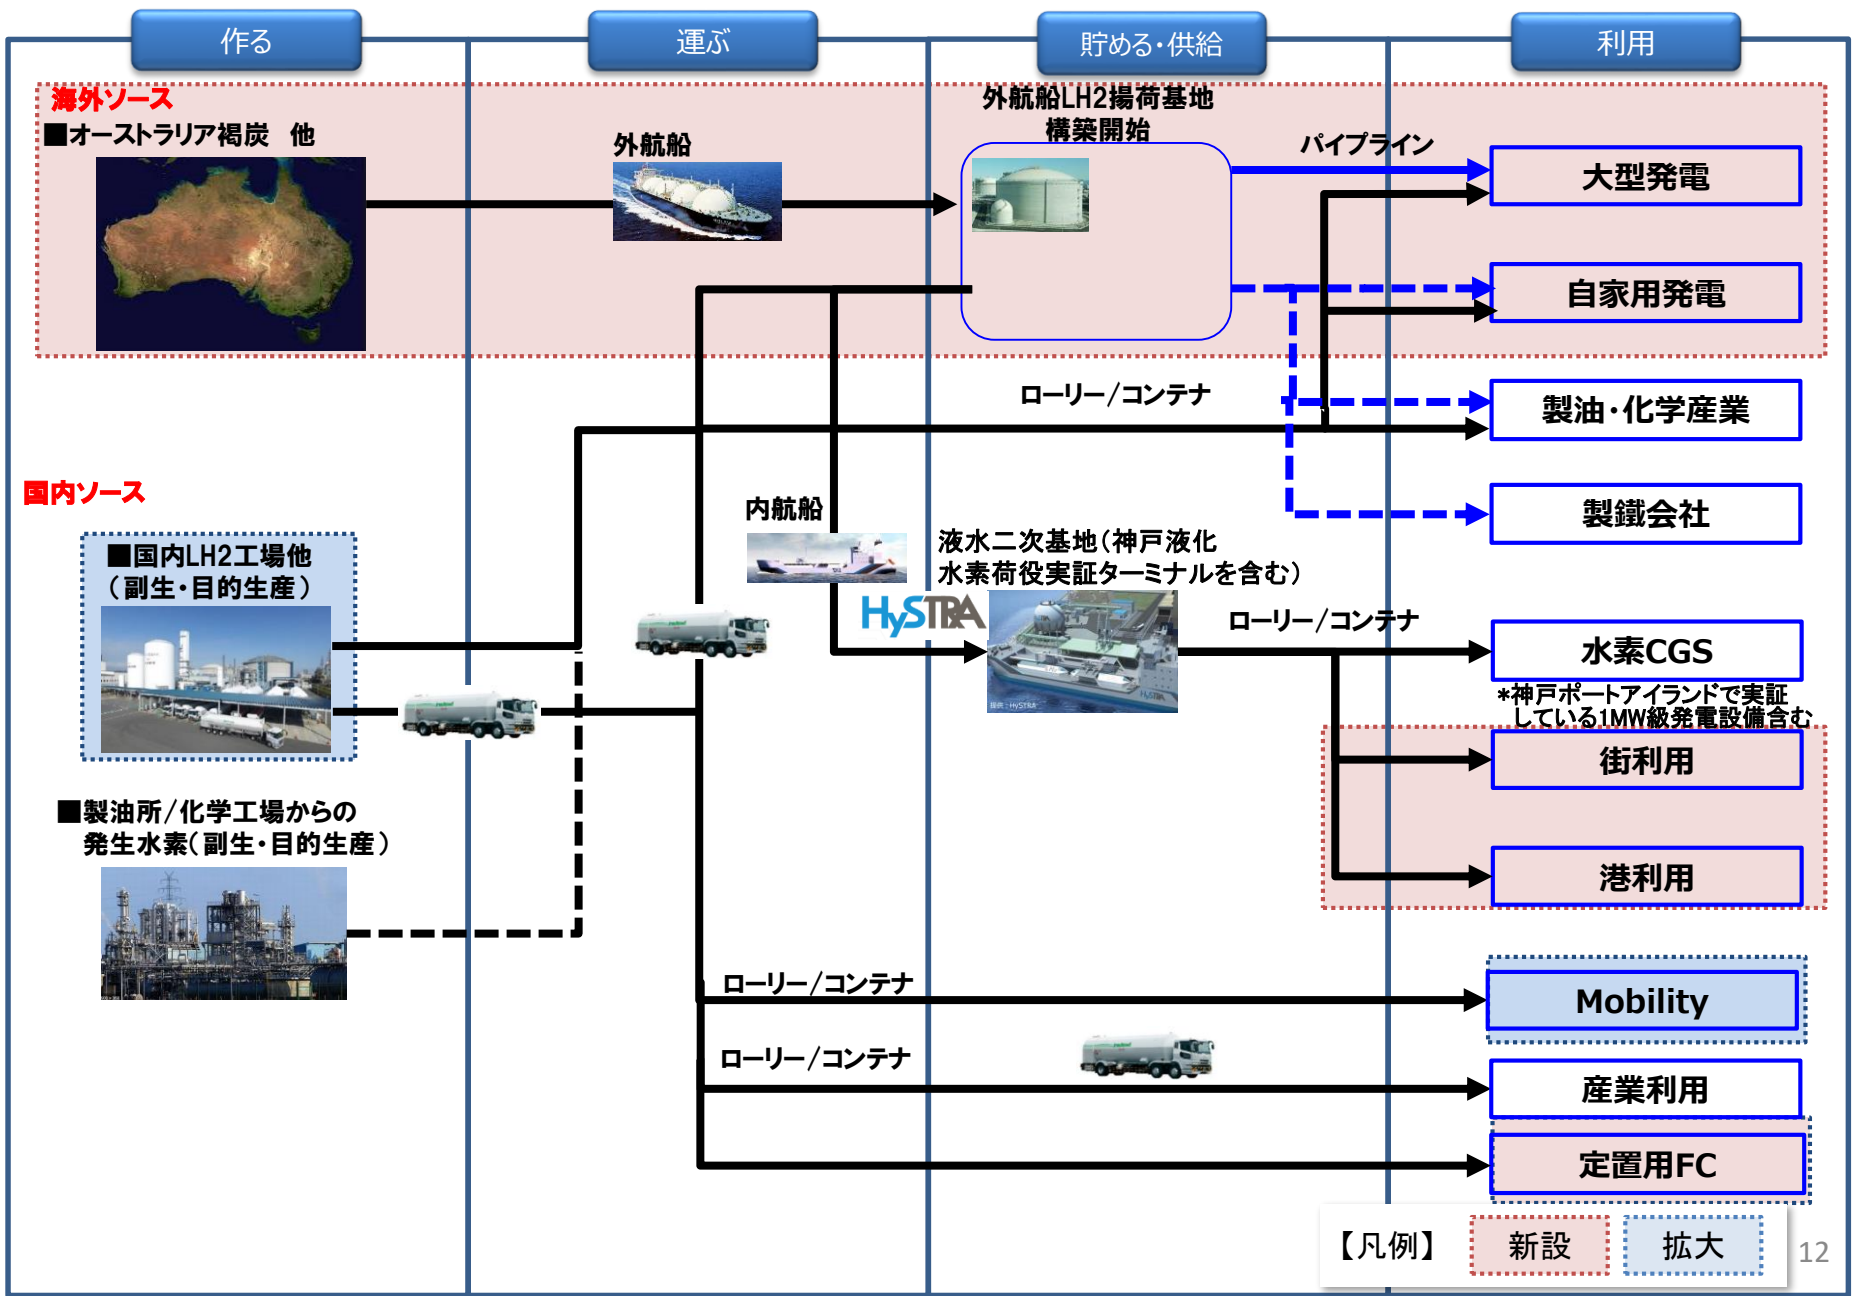 作る
運ぶ
貯める・供給
利用
海外ソース
■オーストラリア褐炭 他
外航船
外航船LH2揚荷基地
構築開始
パイプライン
大型発電
自家用発電
ローリー/コンテナ
製油・化学産業
製鐵会社
国内ソース
■国内LH2工場他
（副生・目的生産）
内航船
液水二次基地（神戸液化
水素荷役実証ターミナルを含む）
HySTRA
提供：HySTRA
HySTRA
ローリー/コンテナ
水素CGS
*神戸ポートアイランドで実証
している1MW級発電設備含む
街利用
港利用
■製油所/化学工場からの
発生水素（副生・目的生産）
ローリー/コンテナ
Mobility
ローリー/コンテナ
産業利用
定置用FC
【凡例】
新設
拡大
12